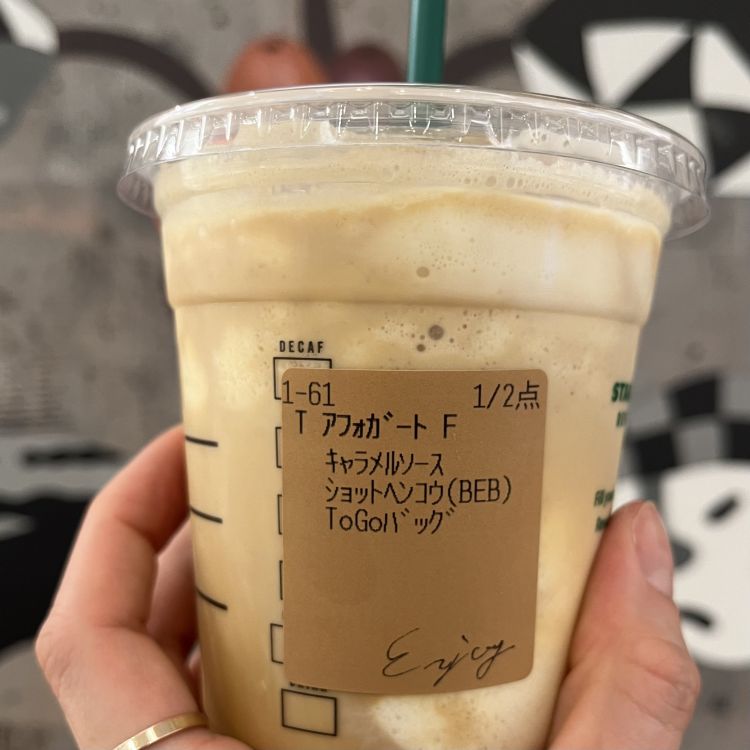 DECAF
1-61 1/2点
T アフォガート F
キャラメルソース
ショットヘンコウ(BEB)
ToGoバッグ
Enjoy